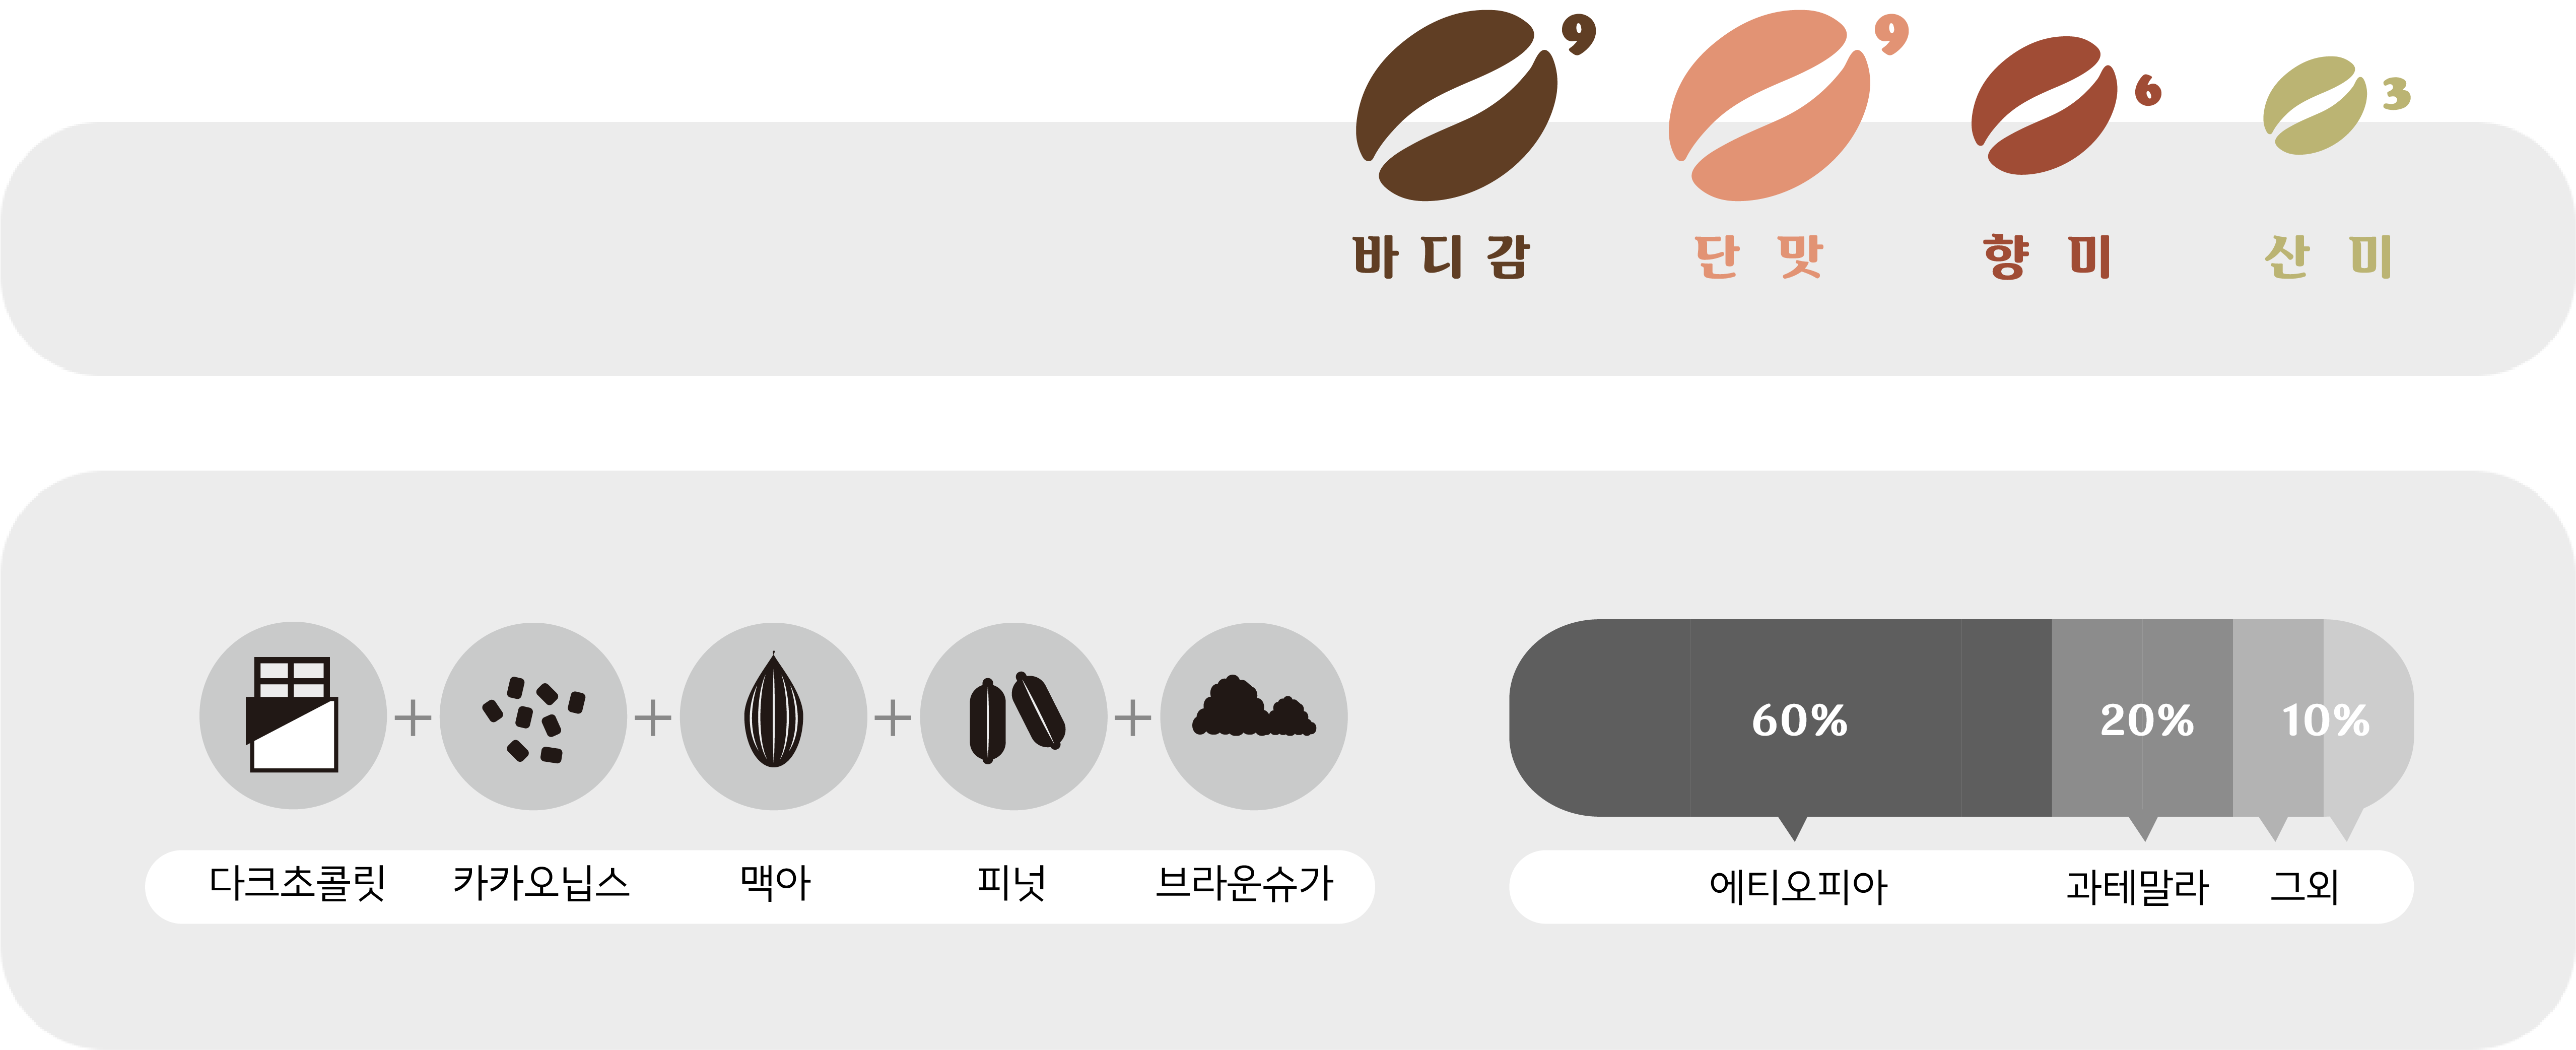 9 9 6 3
바디감 단맛 향미 산미
60% 20% 10%
다크초콜릿 카카오닙스 맥아 피넛 브라운슈가
에티오피아 과테말라 그외